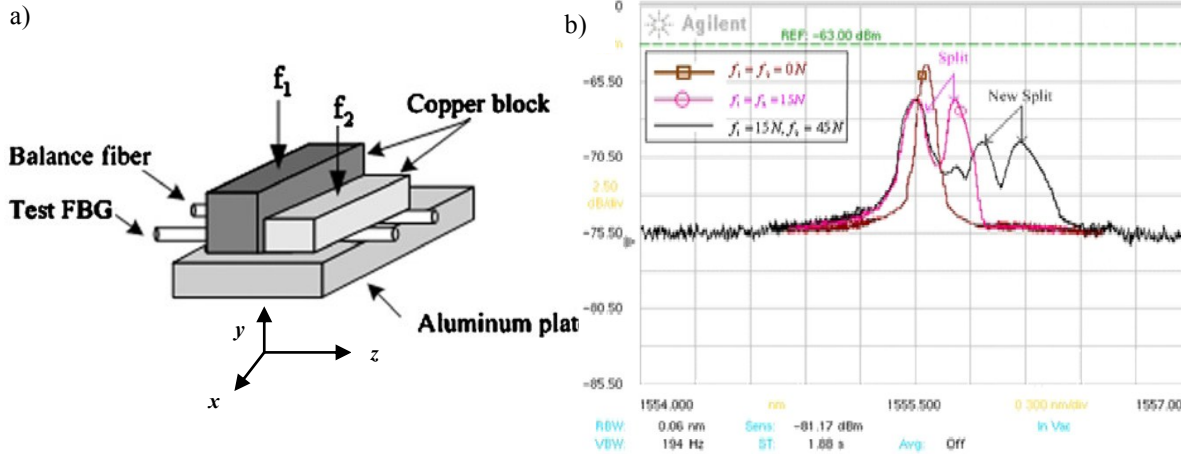 a)
f1
f2
Copper block
Balance fiber
Test FBG
Aluminum plat
y
z
x
b)
0
Agilent
REF: -63.00 dBm
-65.50
-70.50
2.50
dB/div
-75.50
-80.50
-85.50
f1 = f2 = 0N
f1 = f2 = 15N
f1 = 15N, f2 = 45N
Split
New Split
1554.000
nm
1555.500
0.300 nm/div
1557.00
RBW: 0.06 nm Sens: -81.17 dBm In Vac
VBW: 194 Hz ST: 1.88 s Avg: Off